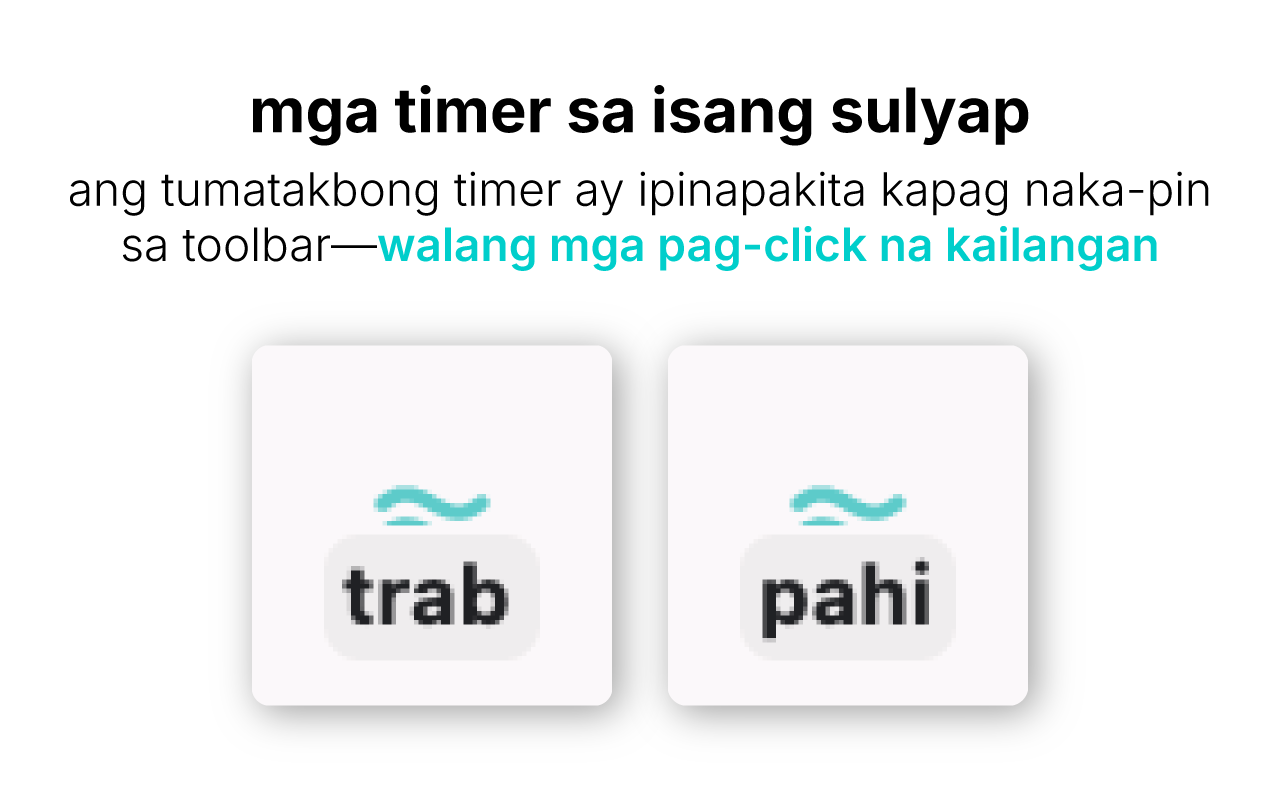 mga timer sa isang sulyap
ang tumatakbong timer ay ipinapakita kapag naka-pin
sa toolbar—walang mga pag-click na kailangan
trab
pahi